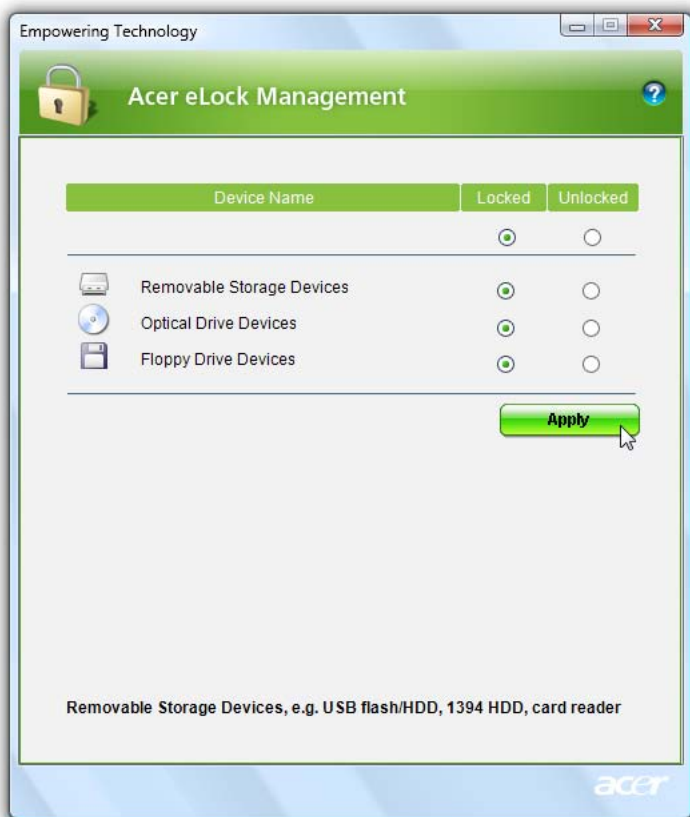 Empowering Technology
Acer eLock Management
?
Device Name Locked Unlocked
Removable Storage Devices
Optical Drive Devices
Floppy Drive Devices
Apply
Removable Storage Devices, e.g. USB flash/HDD, 1394 HDD, card reader
acer